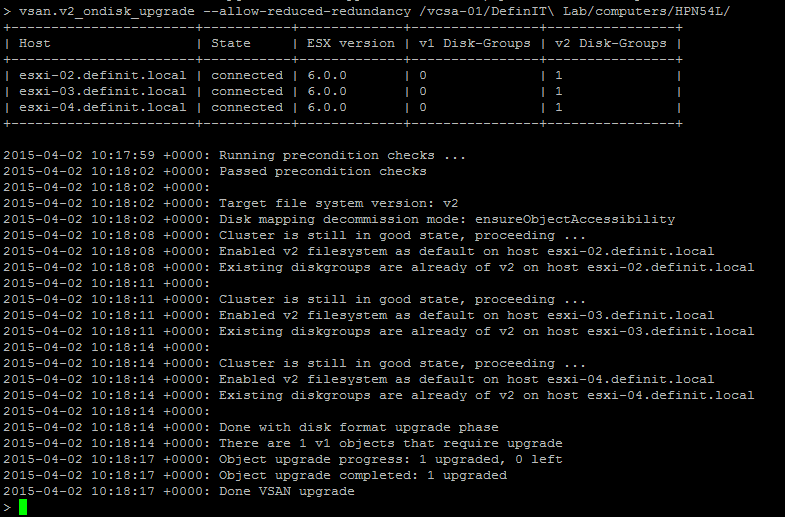 > vsan.v2_ondisk_upgrade --allow-reduced-redundancy /vcsa-01/DefinIT\ Lab/computers/HPN54L/
+------------------------+-----------+-------------+----------------+----------------+
| Host                   | State     | ESX version | v1 Disk-Groups | v2 Disk-Groups |
+------------------------+-----------+-------------+----------------+----------------+
| esxi-02.definit.local | connected | 6.0.0       | 0              | 1              |
| esxi-03.definit.local | connected | 6.0.0       | 0              | 1              |
| esxi-04.definit.local | connected | 6.0.0       | 0              | 1              |
+------------------------+-----------+-------------+----------------+----------------+
2015-04-02 10:17:59 +0000: Running precondition checks ...
2015-04-02 10:18:02 +0000: Passed precondition checks
2015-04-02 10:18:02 +0000:
2015-04-02 10:18:02 +0000: Target file system version: v2
2015-04-02 10:18:02 +0000: Disk mapping decommission mode: ensureObjectAccessibility
2015-04-02 10:18:08 +0000: Cluster is still in good state, proceeding ...
2015-04-02 10:18:08 +0000: Enabled v2 filesystem as default on host esxi-02.definit.local
2015-04-02 10:18:08 +0000: Existing diskgroups are already of v2 on host esxi-02.definit.local
2015-04-02 10:18:11 +0000:
2015-04-02 10:18:11 +0000: Cluster is still in good state, proceeding ...
2015-04-02 10:18:11 +0000: Enabled v2 filesystem as default on host esxi-03.definit.local
2015-04-02 10:18:11 +0000: Existing diskgroups are already of v2 on host esxi-03.definit.local
2015-04-02 10:18:14 +0000:
2015-04-02 10:18:14 +0000: Cluster is still in good state, proceeding ...
2015-04-02 10:18:14 +0000: Enabled v2 filesystem as default on host esxi-04.definit.local
2015-04-02 10:18:14 +0000: Existing diskgroups are already of v2 on host esxi-04.definit.local
2015-04-02 10:18:14 +0000:
2015-04-02 10:18:14 +0000: Done with disk format upgrade phase
2015-04-02 10:18:14 +0000: There are 1 v1 objects that require upgrade
2015-04-02 10:18:17 +0000: Object upgrade progress: 1 upgraded, 0 left
2015-04-02 10:18:17 +0000: Object upgrade completed: 1 upgraded
2015-04-02 10:18:17 +0000: Done VSAN upgrade
>